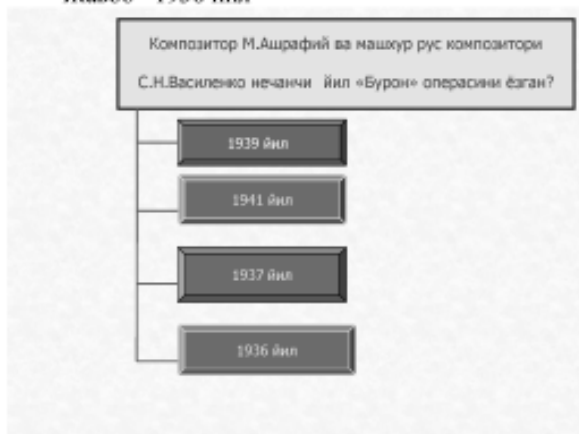 Композитор М.Ашрафий ва машхур рус композитори
С.Н.Василенко нечанчи йил «Бурон» операсини ёзган?
1939 йил
1941 йил
1937 йил
1936 йил